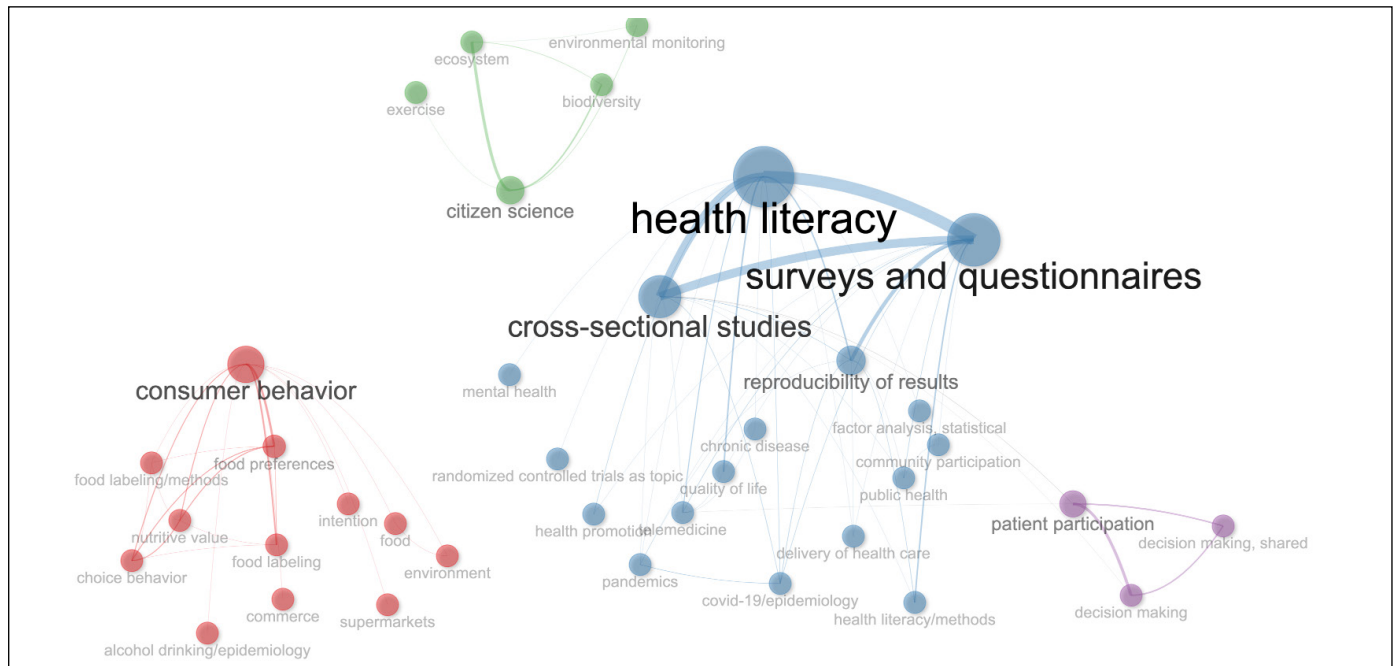 environmental monitoring
ecosystem
biodiversity
exercise
citizen science
health literacy
surveys and questionnaires
cross-sectional studies
reproducibility of results
consumer behavior
mental health
factor analysis, statistical
chronic disease
community participation
food preferences
food labeling/methods
randomized controlled trials as topic
quality of life
public health
intention
patient participation
health promotion
telemedicine
nutritive value
food
decision making, shared
delivery of health care
food labeling
environment
choice behavior
pandemics
covid-19/epidemiology
commerce
supermarkets
health literacy/methods
decision making
alcohol drinking/epidemiology